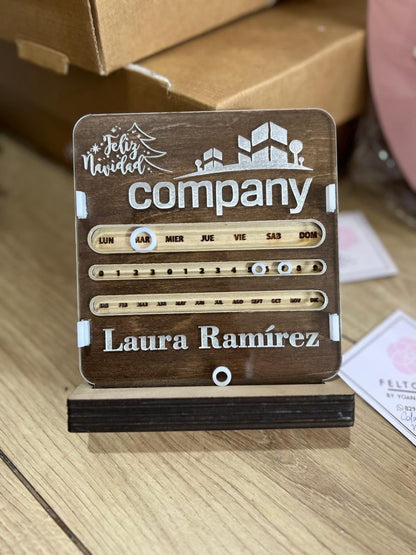 Feliz
Navidad
company
LUN MAR MIER JUE VIE SAB DOM
0 1 2 3 0 1 2 3 4 5 6 7 8 9
ENE FEB MAR ABR MAY JUN JUL AGO SEPT OCT NOV DIC
Laura Ramírez
FELTO
BY YOAN